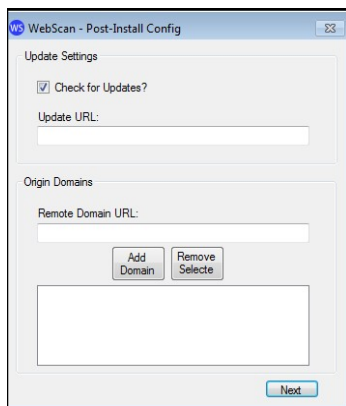 WS WebScan - Post-Install Config
Update Settings
Check for Updates?
Update URL:
Origin Domains
Remote Domain URL:
Add
Domain
Remove
Selecte
Next